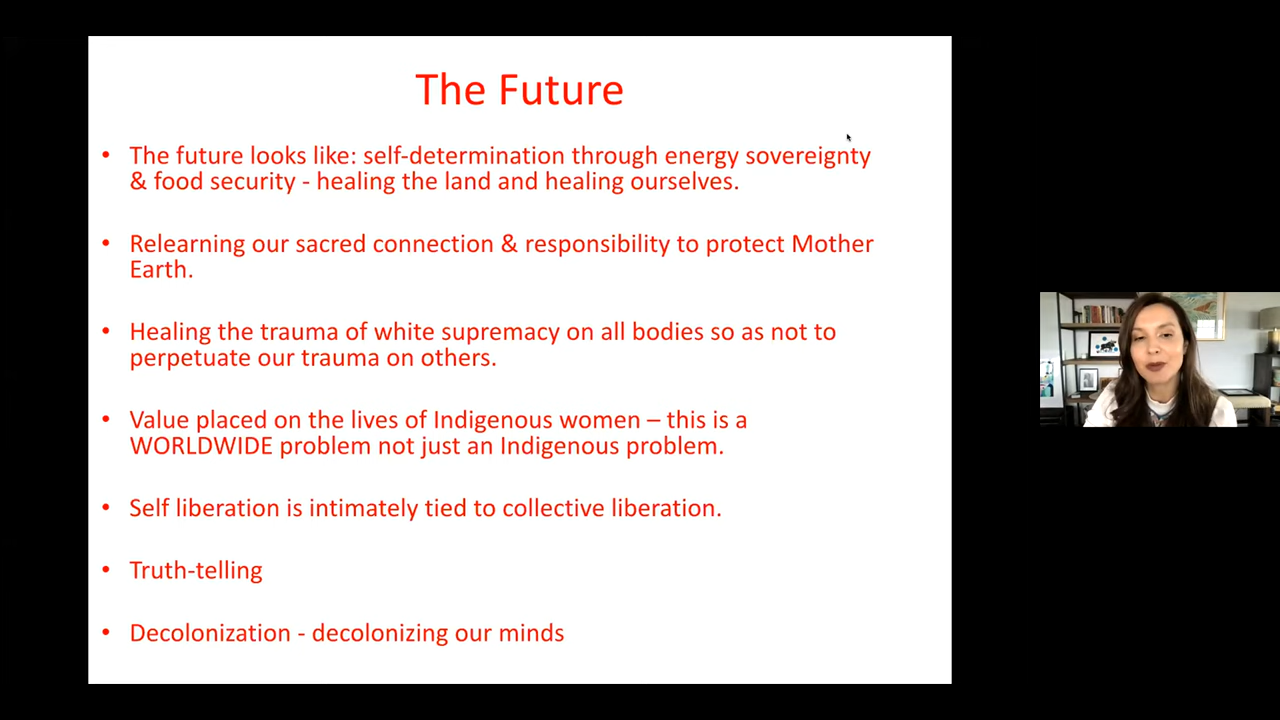 The Future
• The future looks like: self-determination through energy sovereignty
& food security - healing the land and healing ourselves.
• Relearning our sacred connection & responsibility to protect Mother
Earth.
• Healing the trauma of white supremacy on all bodies so as not to
perpetuate our trauma on others.
• Value placed on the lives of Indigenous women – this is a
WORLDWIDE problem not just an Indigenous problem.
• Self liberation is intimately tied to collective liberation.
• Truth-telling
• Decolonization - decolonizing our minds